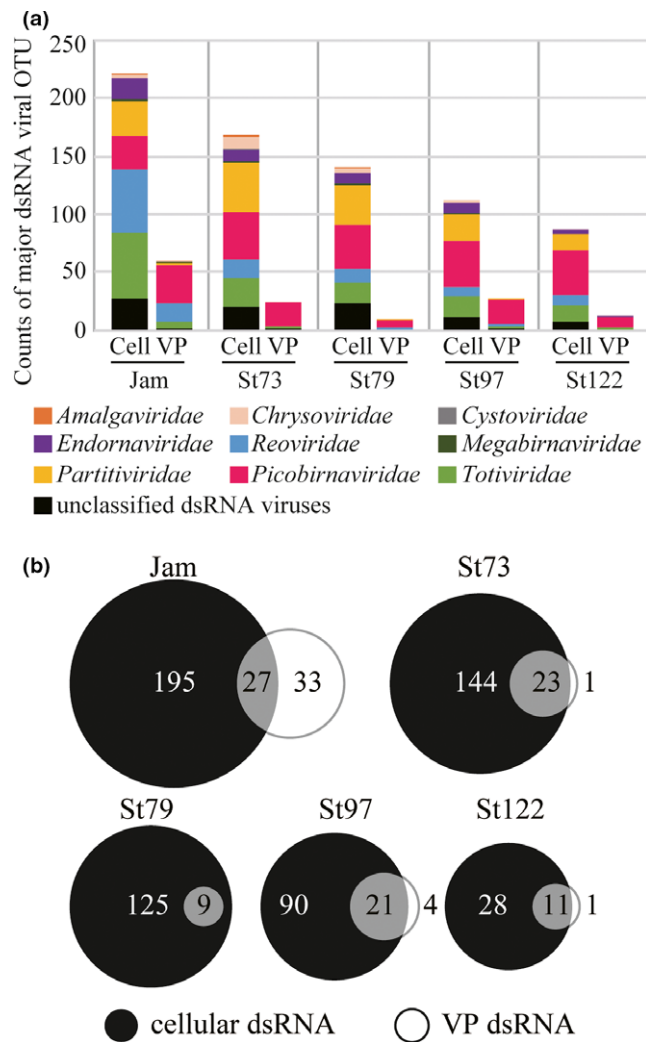 (a)
Counts of major dsRNA viral OTU
250
200
150
100
50
0
Cell VP Cell VP Cell VP Cell VP Cell VP
Jam St73 St79 St97 St122
Amalgaviridae Chrysoviridae Cystoviridae
Endornaviridae Reoviridae Megabirnaviridae
Partitiviridae Picobirnaviridae Totiviridae
unclassified dsRNA viruses
(b)
Jam St73
195 27 33 144 23 1
St79 St97 St122
125 9 90 21 4 28 11 1
cellular dsRNA VP dsRNA